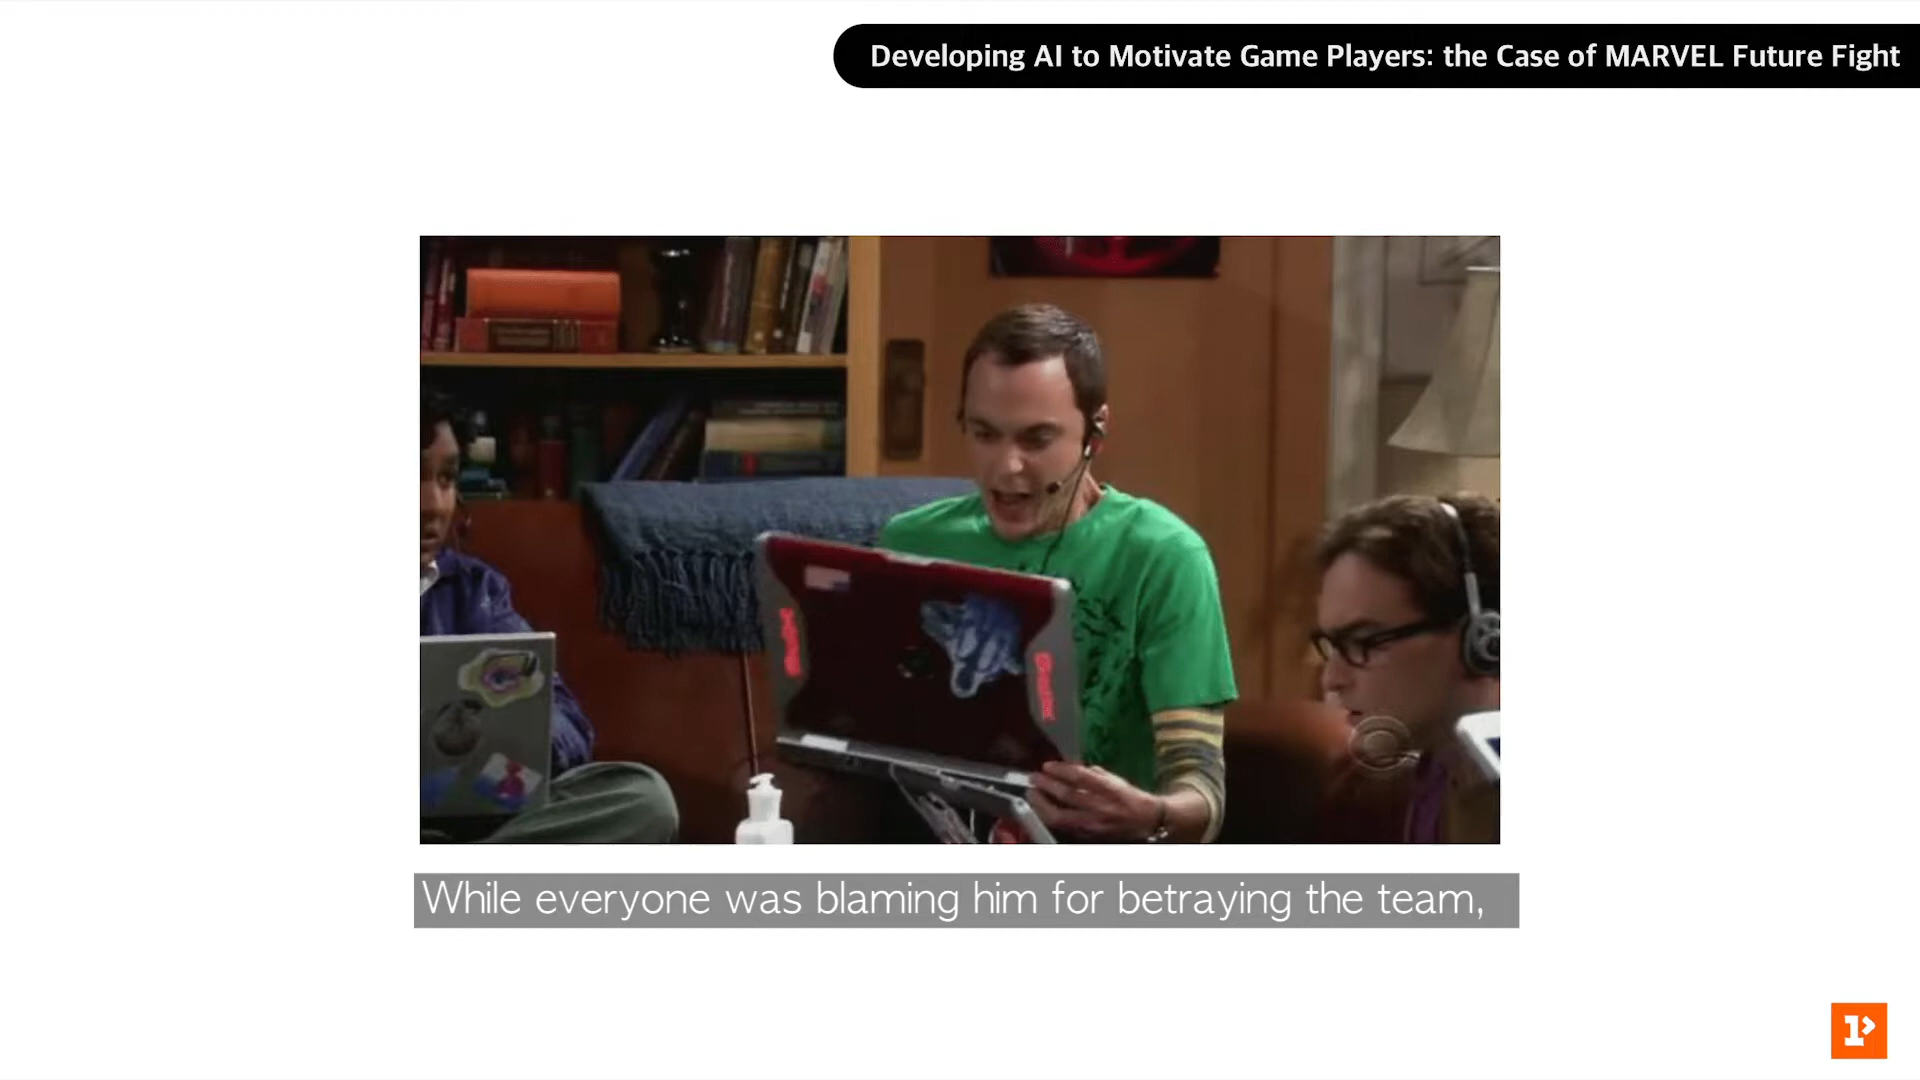 Developing AI to Motivate Game Players: the Case of MARVEL Future Fight
While everyone was blaming him for betraying the team,